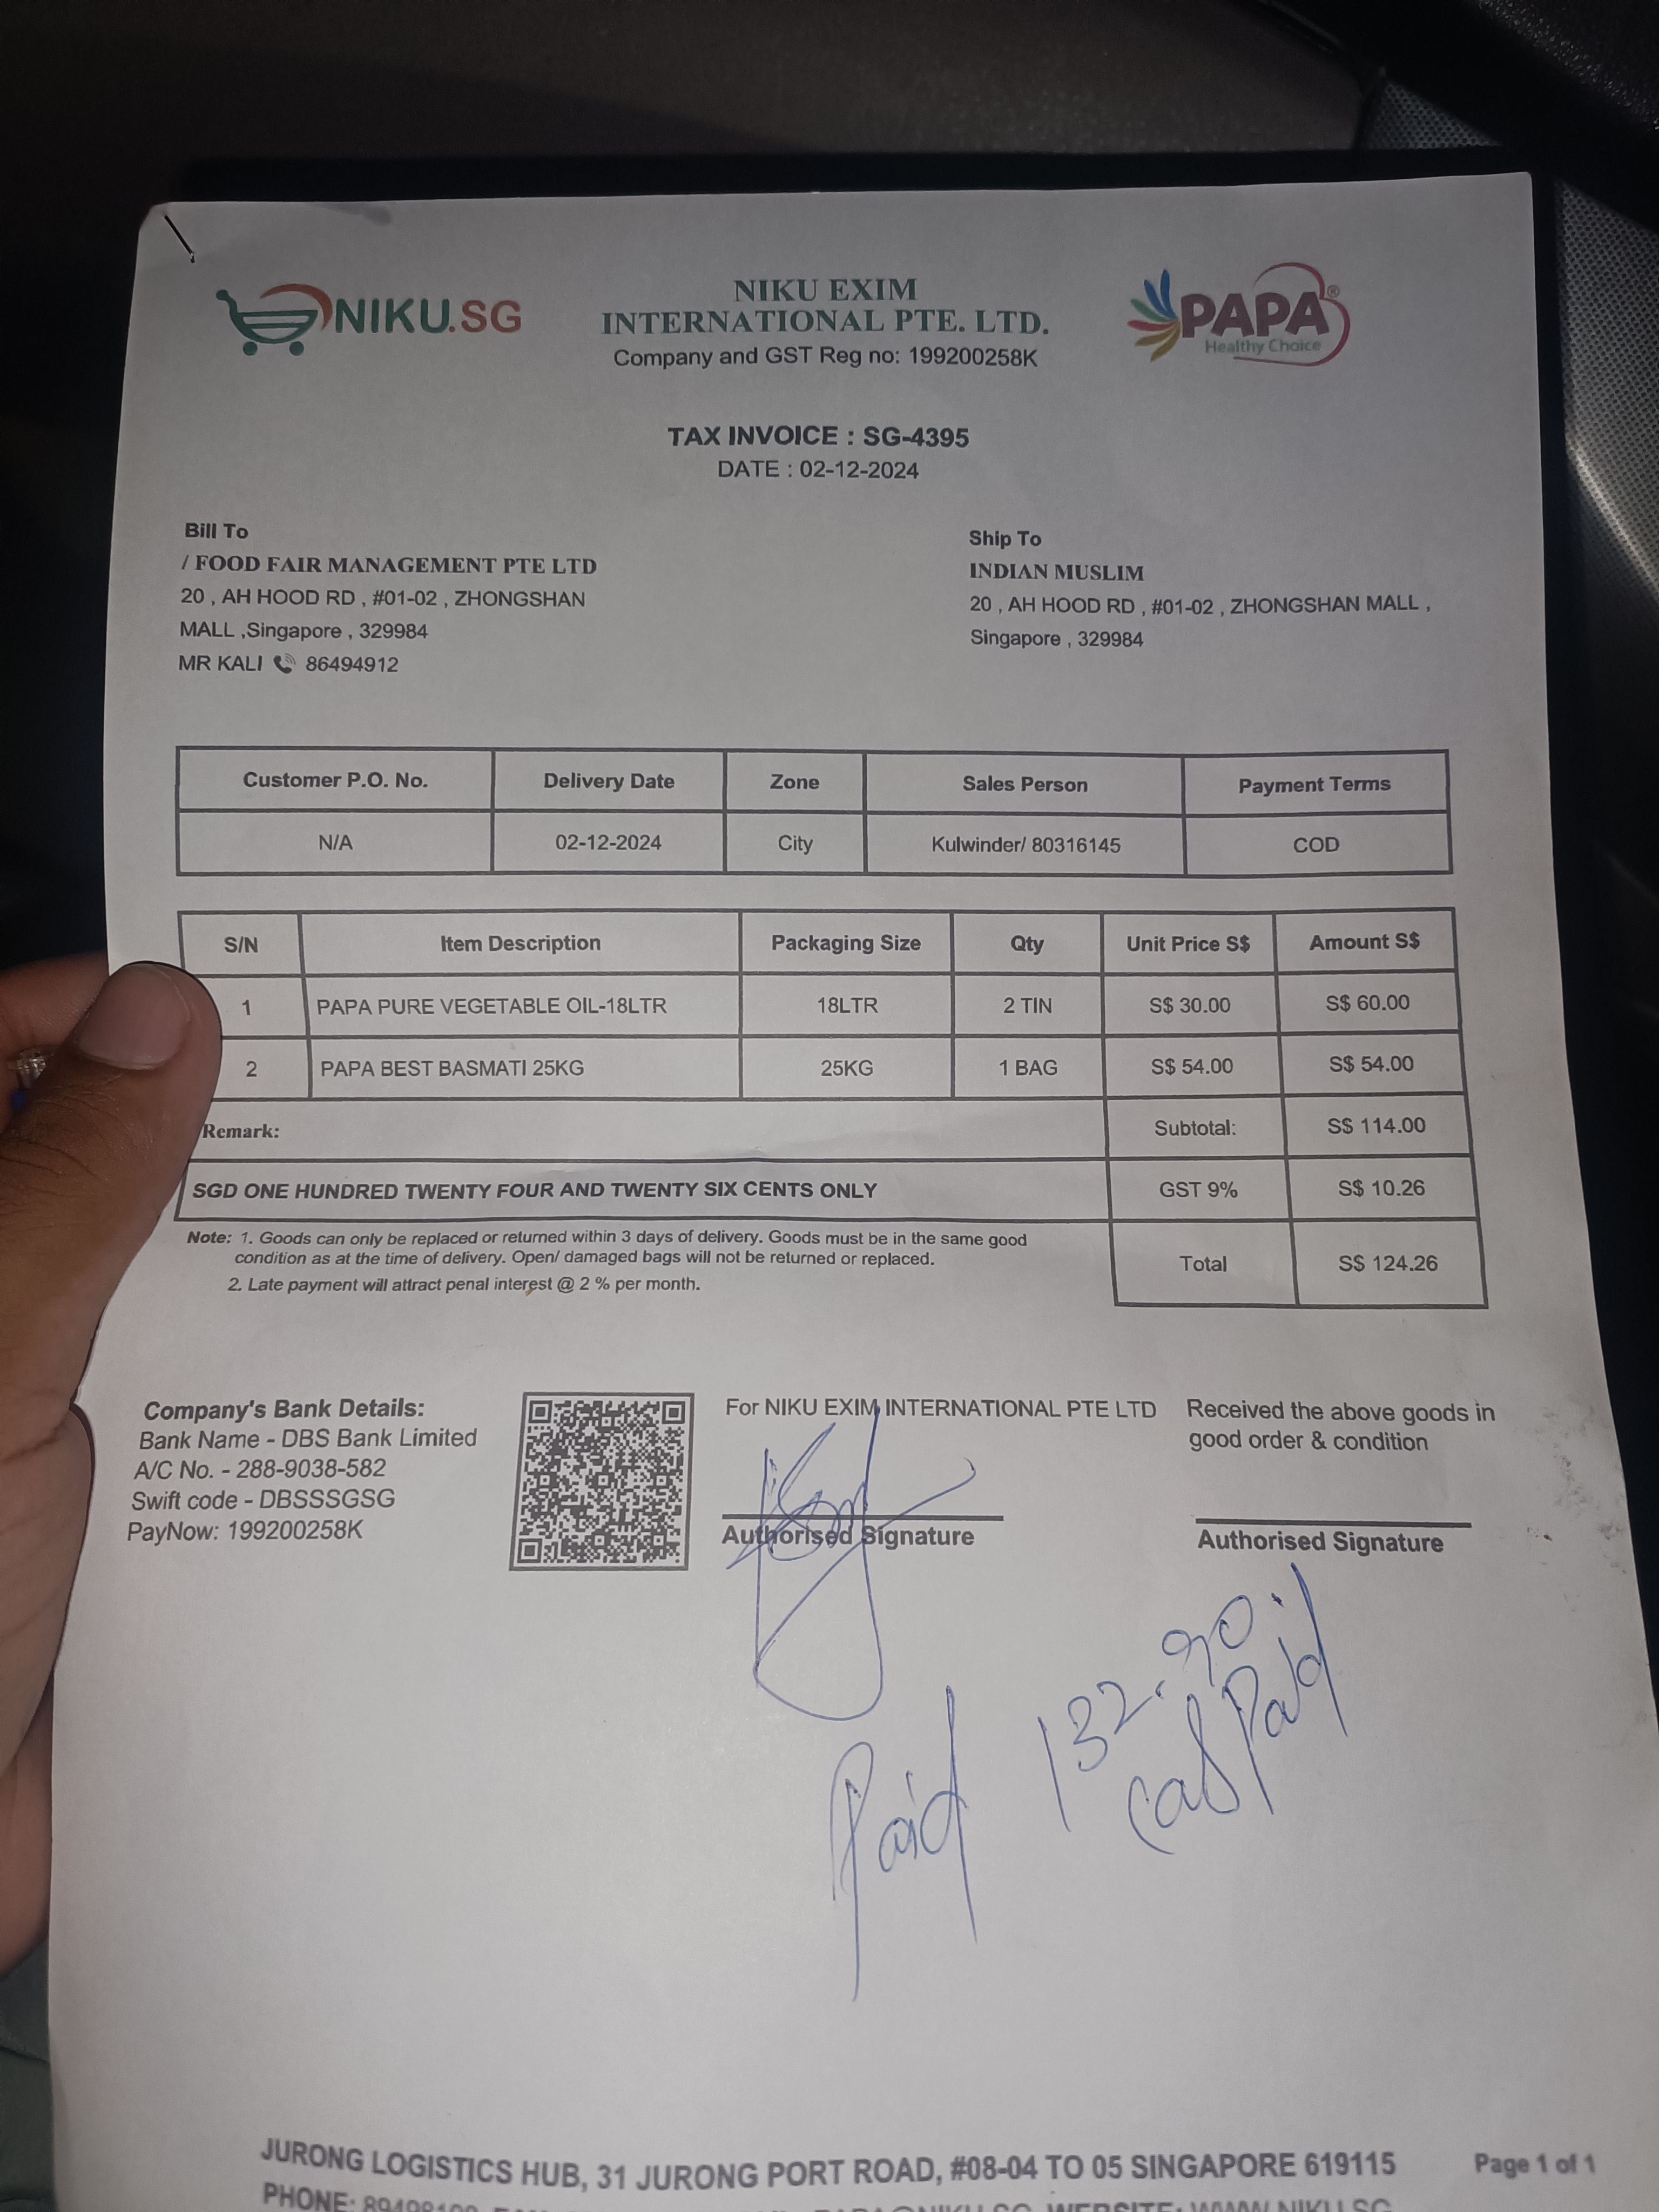 NIKU.SG
NIKU EXIM
INTERNATIONAL PTE. LTD.
Company and GST Reg no: 199200258K
PAPA®
Healthy Choice
TAX INVOICE : SG-4395
DATE : 02-12-2024
Bill To
/ FOOD FAIR MANAGEMENT PTE LTD
20 , AH HOOD RD , #01-02 , ZHONGSHAN
MALL ,Singapore , 329984
MR KALI 86494912
Ship To
INDIAN MUSLIM
20 , AH HOOD RD , #01-02 , ZHONGSHAN MALL ,
Singapore , 329984
Customer P.O. No. Delivery Date Zone Sales Person Payment Terms
N/A 02-12-2024 City Kulwinder/ 80316145 COD
S/N Item Description Packaging Size Qty Unit Price S$ Amount S$
1 PAPA PURE VEGETABLE OIL-18LTR 18LTR 2 TIN S$ 30.00 S$ 60.00
2 PAPA BEST BASMATI 25KG 25KG 1 BAG S$ 54.00 S$ 54.00
Remark: Subtotal: S$ 114.00
SGD ONE HUNDRED TWENTY FOUR AND TWENTY SIX CENTS ONLY GST 9% S$ 10.26
Total S$ 124.26
Note: 1. Goods can only be replaced or returned within 3 days of delivery. Goods must be in the same good
condition as at the time of delivery. Open/ damaged bags will not be returned or replaced.
2. Late payment will attract penal interest @ 2 % per month.
Company's Bank Details:
Bank Name - DBS Bank Limited
A/C No. - 288-9038-582
Swift code - DBSSSGSG
PayNow: 199200258K
For NIKU EXIM INTERNATIONAL PTE LTD
Authorised Signature
Received the above goods in
good order & condition
Authorised Signature
Paid 132.90
Paid
JURONG LOGISTICS HUB, 31 JURONG PORT ROAD, #08-04 TO 05 SINGAPORE 619115
Page 1 of 1
PHONE: WEBSITE: WWW.NIKU.SG